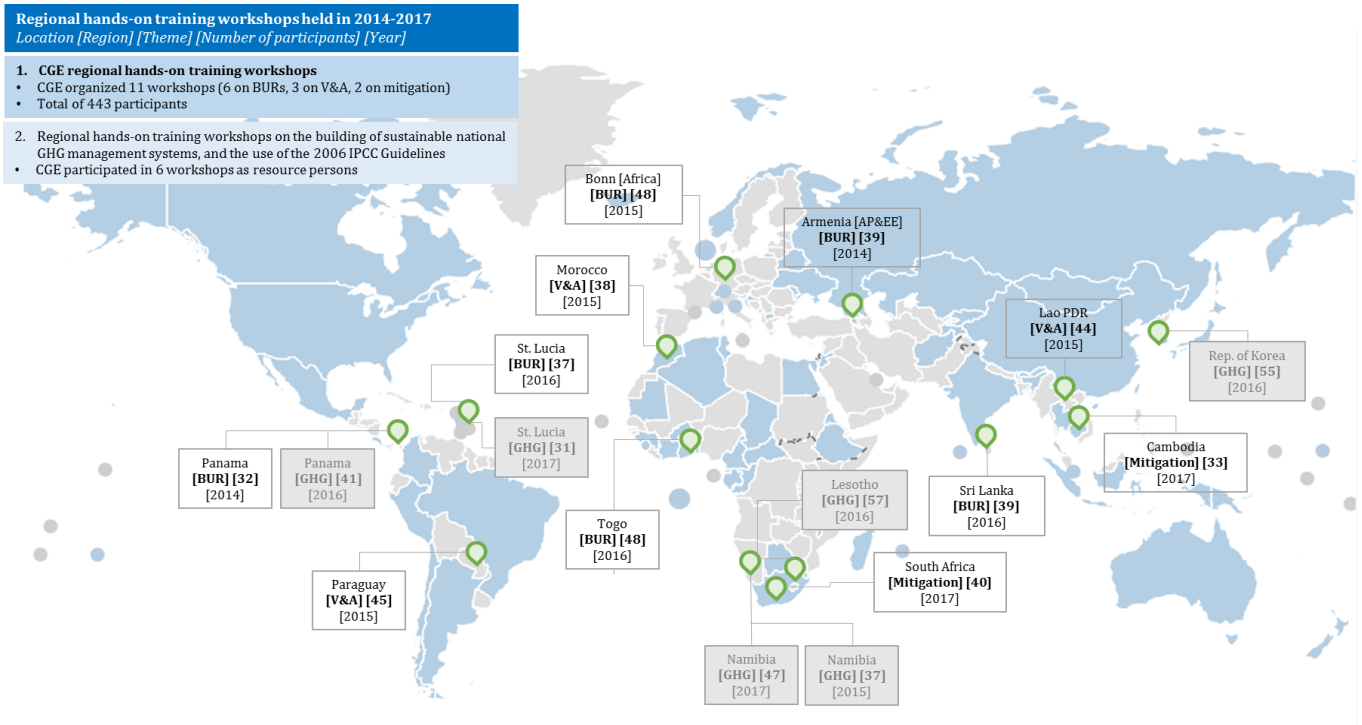 Regional hands-on training workshops held in 2014-2017
Location [Region] [Theme] [Number of participants] [Year]
1. CGE regional hands-on training workshops
• CGE organized 11 workshops (6 on BURs, 3 on V&A, 2 on mitigation)
• Total of 443 participants
2. Regional hands-on training workshops on the building of sustainable national
GHG management systems, and the use of the 2006 IPCC Guidelines
• CGE participated in 6 workshops as resource persons
Bonn [Africa]
[BUR] [48]
[2015]
Armenia [AP&EE]
[BUR] [39]
[2014]
Morocco
[V&A] [38]
[2015]
Lao PDR
[V&A] [44]
[2015]
St. Lucia
[BUR] [37]
[2016]
Rep. of Korea
[GHG] [55]
[2016]
St. Lucia
[GHG] [31]
[2017]
Panama
[BUR] [32]
[2014]
Panama
[GHG] [41]
[2016]
Cambodia
[Mitigation] [33]
[2017]
Lesotho
[GHG] [57]
[2016]
Sri Lanka
[BUR] [39]
[2016]
Togo
[BUR] [48]
[2016]
South Africa
[Mitigation] [40]
[2017]
Paraguay
[V&A] [45]
[2015]
Namibia
[GHG] [47]
[2017]
Namibia
[GHG] [37]
[2015]